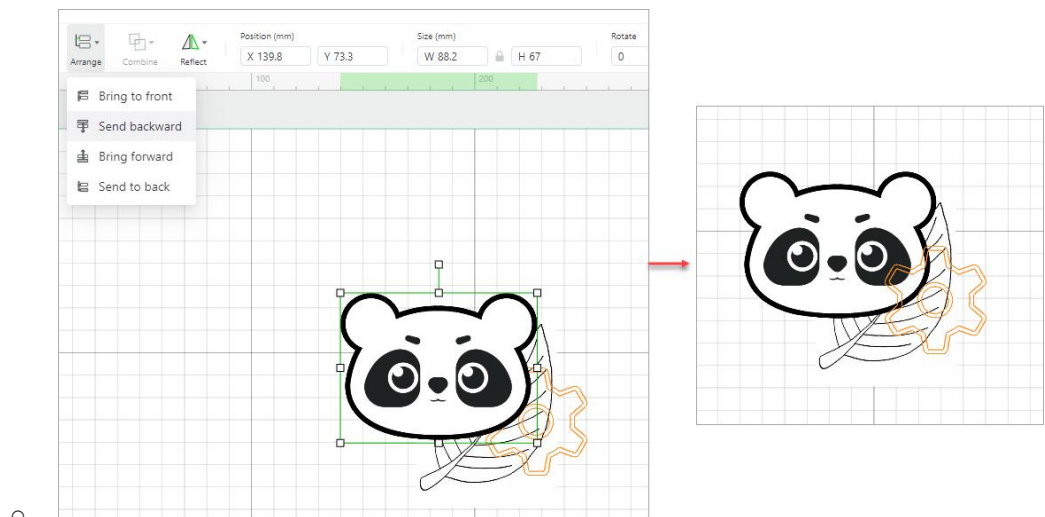 Position (mm)
Size (mm)
Rotate
X 139.8
Y 73.3
W 88.2
H 67
0
Arrange
Combine
Reflect
100
200
Bring to front
Send backward
Bring forward
Send to back